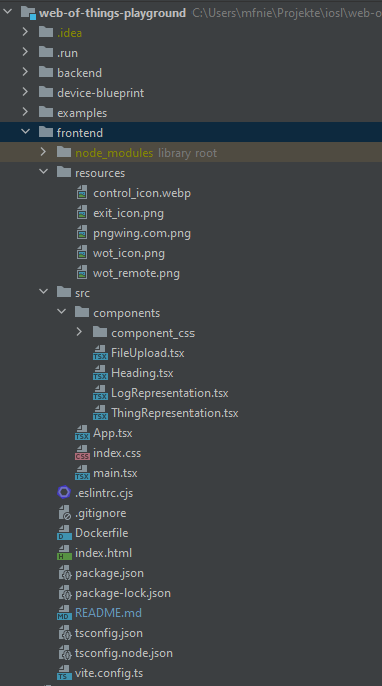 web-of-things-playground C:\Users\mfnie\Projekte\iosl\web-o
.idea
.run
backend
device-blueprint
examples
frontend
node_modules library root
resources
control_icon.webp
exit_icon.png
pngwing.com.png
wot_icon.png
wot_remote.png
src
components
component_css
FileUpload.tsx
Heading.tsx
LogRepresentation.tsx
ThingRepresentation.tsx
App.tsx
index.css
main.tsx
.eslintrc.cjs
.gitignore
Dockerfile
index.html
package.json
package-lock.json
README.md
tsconfig.json
tsconfig.node.json
vite.config.ts